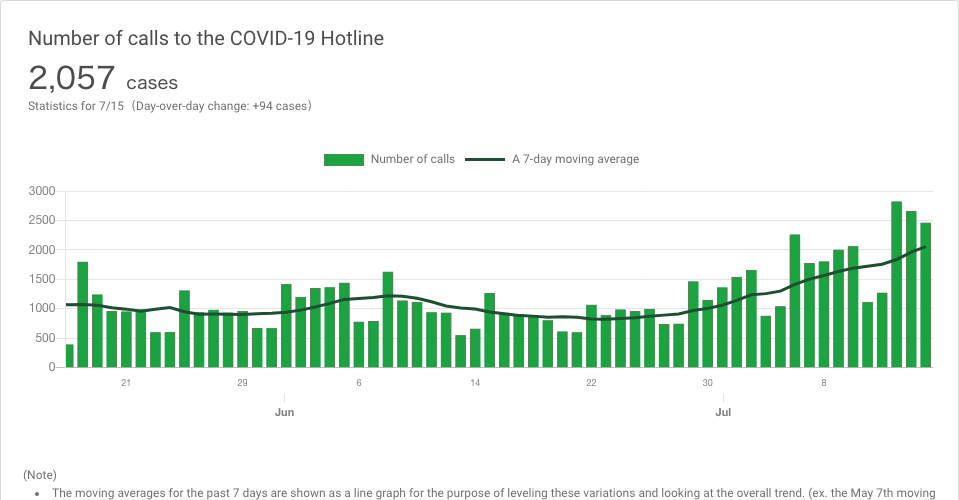 Number of calls to the COVID-19 Hotline
2,057 cases
Statistics for 7/15 (Day-over-day change: +94 cases)
Number of calls A 7-day moving average
3000
2500
2000
1500
1000
500
0
21 29 6 14 22 30 8
Jun Jul
(Note)
• The moving averages for the past 7 days are shown as a line graph for the purpose of leveling these variations and looking at the overall trend. (ex. the May 7th moving